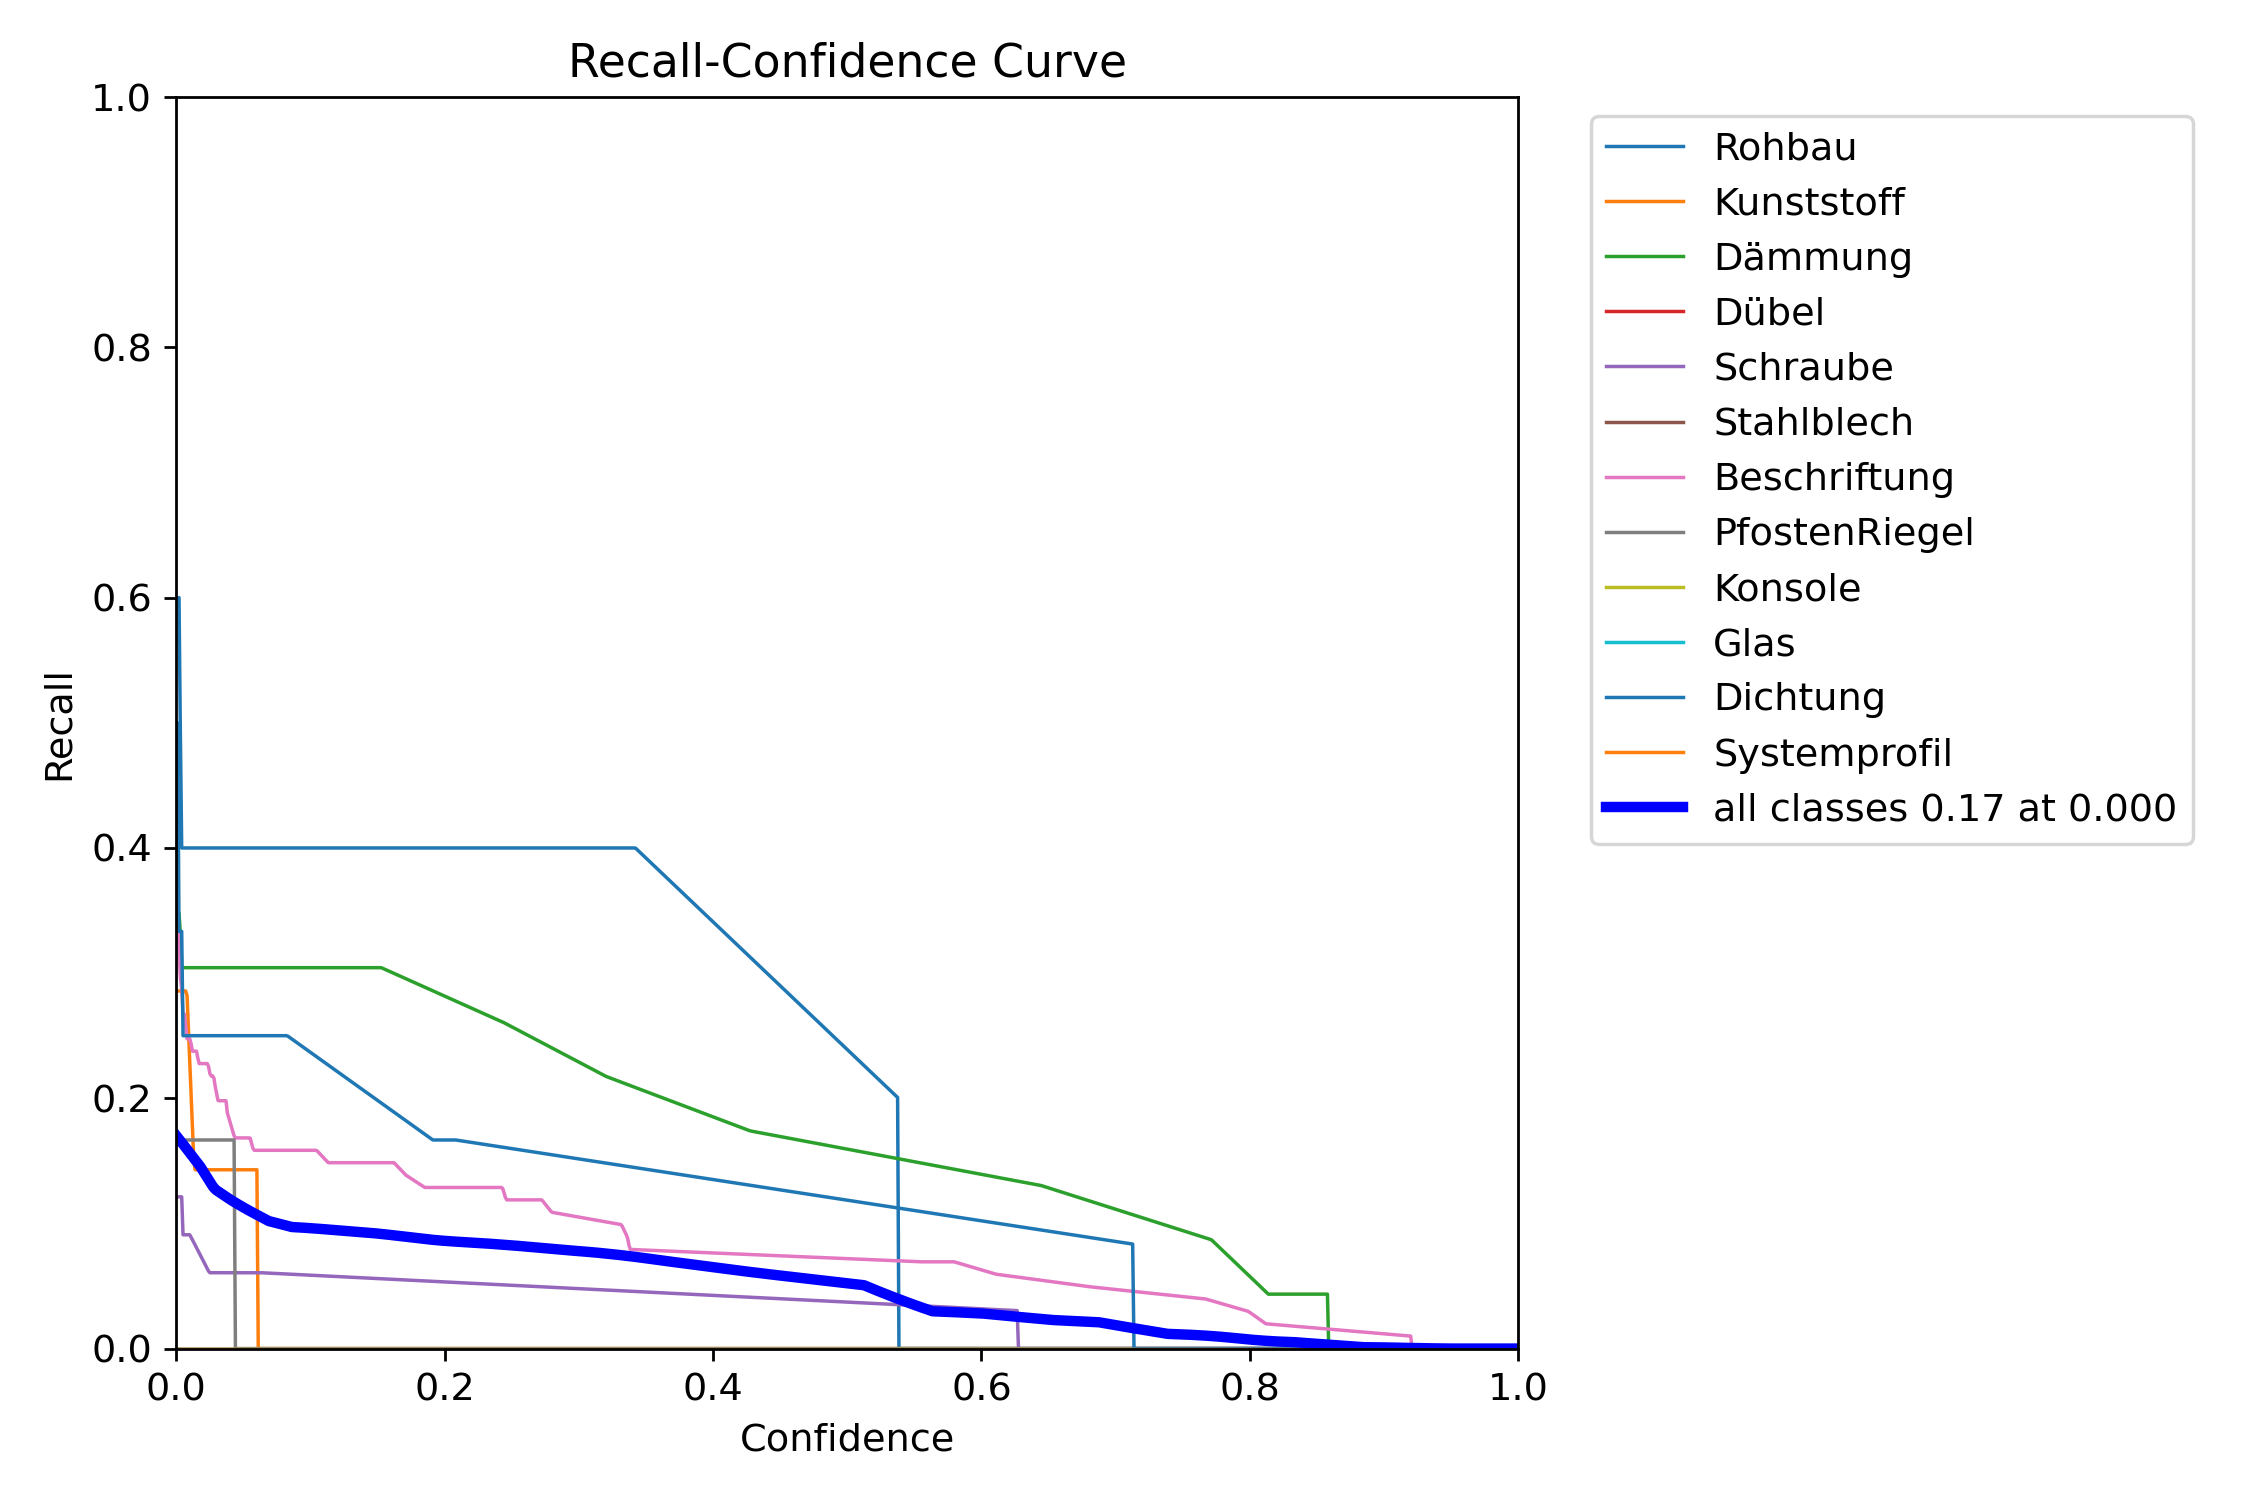 Recall-Confidence Curve
1.0
0.8
0.6
0.4
0.2
0.0
Recall
0.0 0.2 0.4 0.6 0.8 1.0
Confidence
Rohbau
Kunststoff
Dämmung
Dübel
Schraube
Stahlblech
Beschriftung
PfostenRiegel
Konsole
Glas
Dichtung
Systemprofil
all classes 0.17 at 0.000